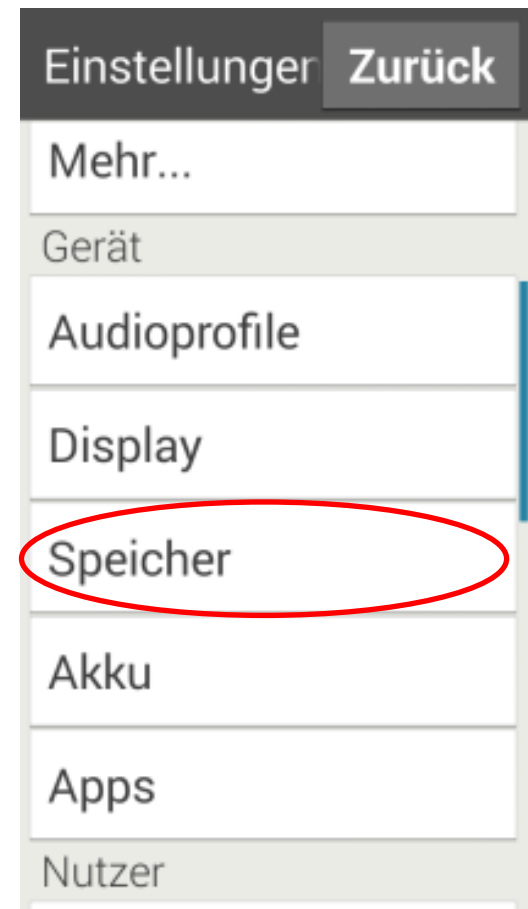 Einstellungen Zurück
Mehr...
Gerät
Audioprofile
Display
Speicher
Akku
Apps
Nutzer